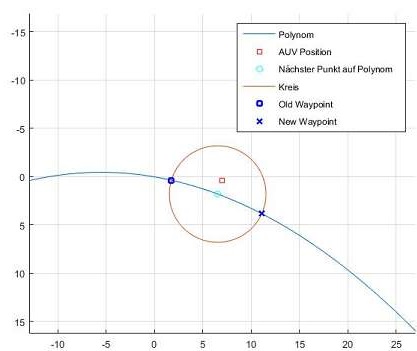 -15
-10
-5
0
5
10
15
-10
-5
0
5
10
15
20
25
Polynom
AUV Position
Nächster Punkt auf Polynom
Kreis
Old Waypoint
New Waypoint